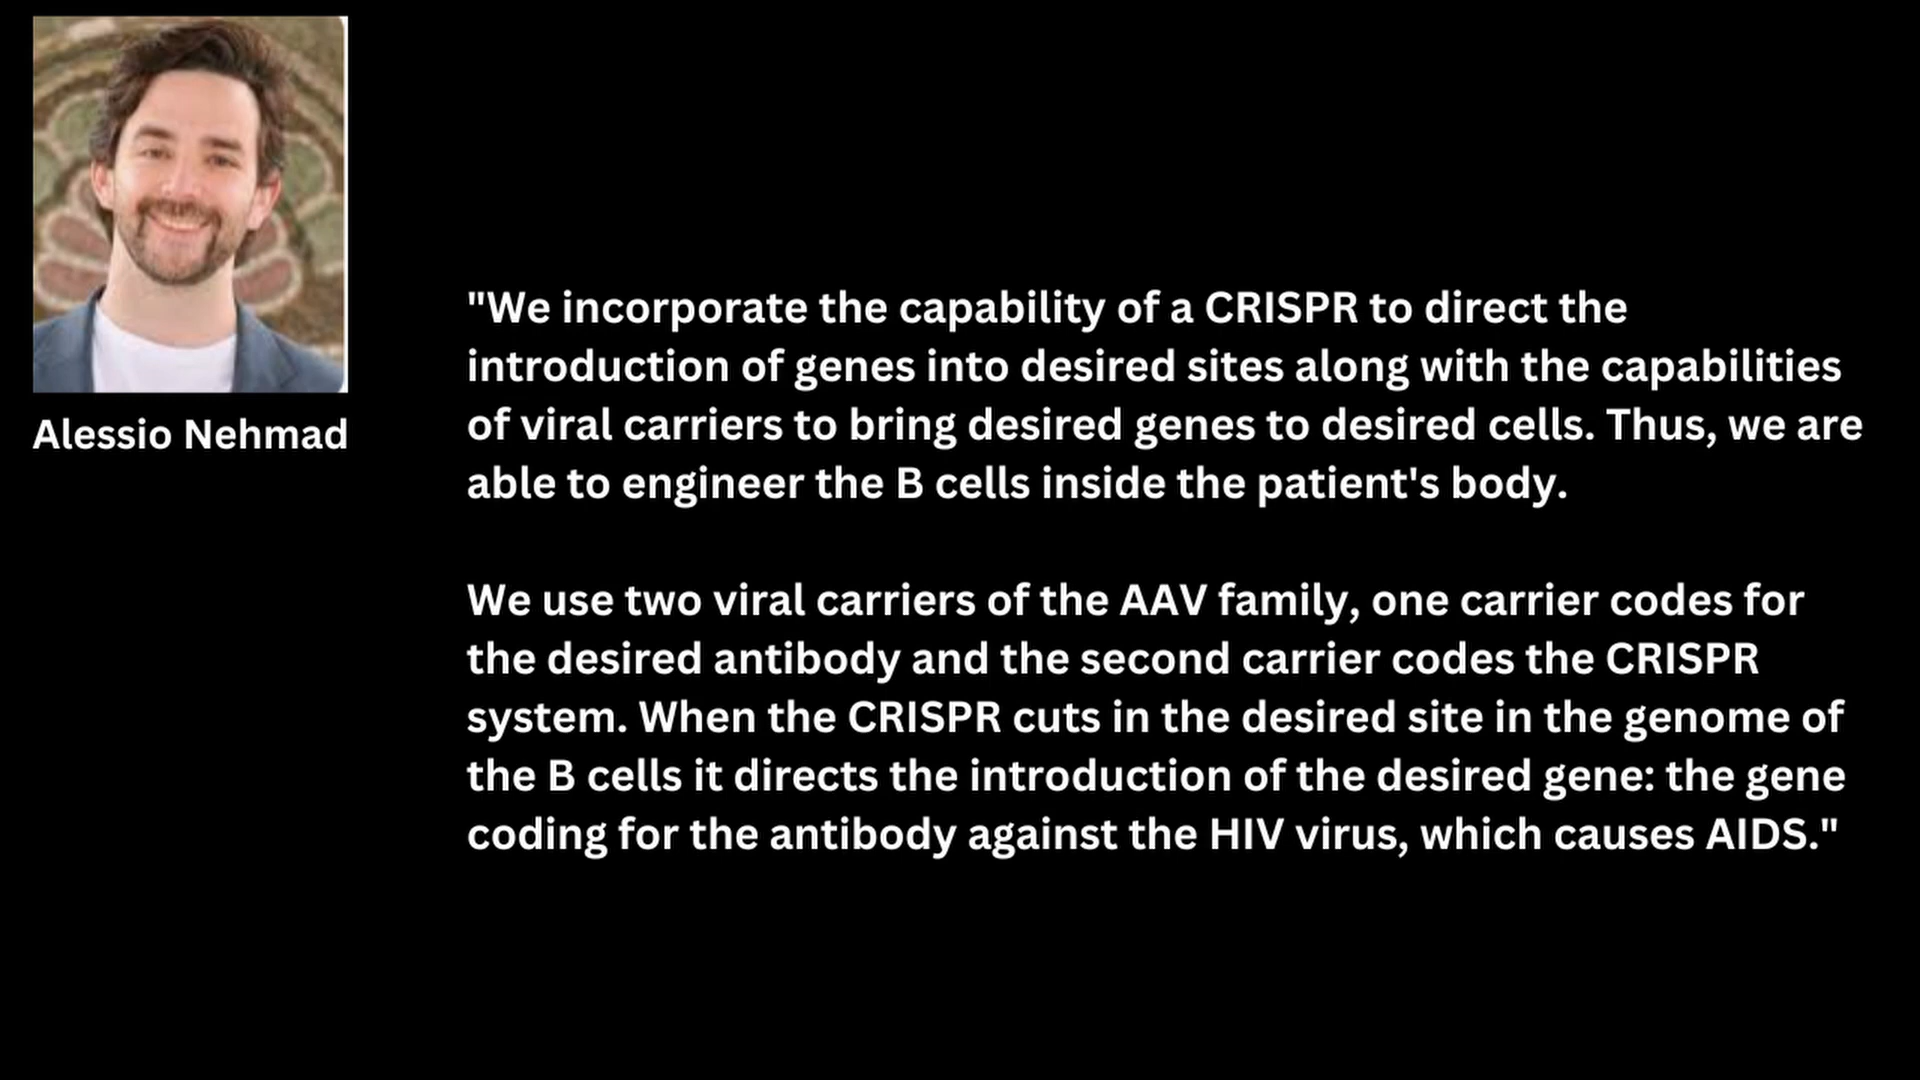 Alessio Nehmad
"We incorporate the capability of a CRISPR to direct the
introduction of genes into desired sites along with the capabilities
of viral carriers to bring desired genes to desired cells. Thus, we are
able to engineer the B cells inside the patient's body.
We use two viral carriers of the AAV family, one carrier codes for
the desired antibody and the second carrier codes the CRISPR
system. When the CRISPR cuts in the desired site in the genome of
the B cells it directs the introduction of the desired gene: the gene
coding for the antibody against the HIV virus, which causes AIDS."